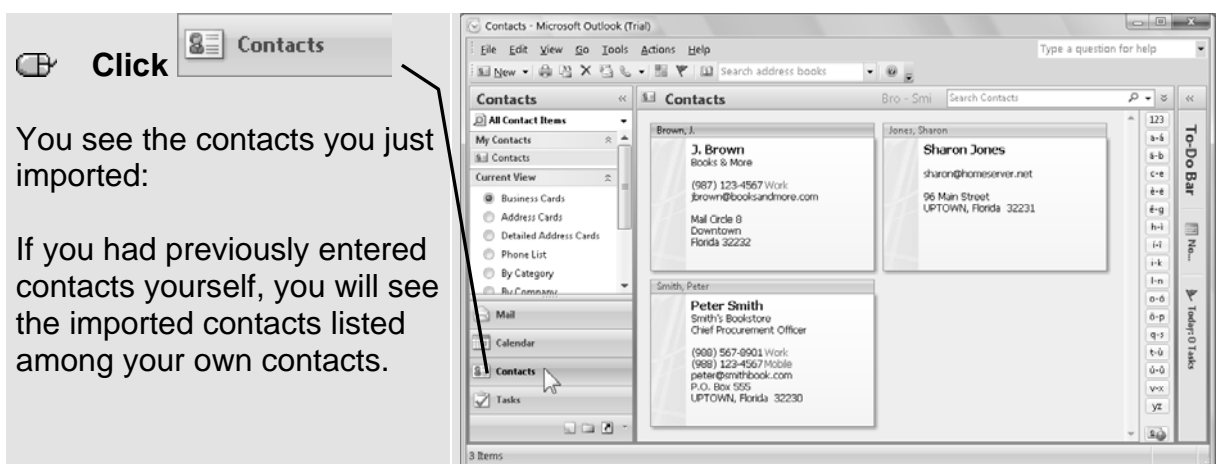 Click Contacts
You see the contacts you just
imported:
If you had previously entered
contacts yourself, you will see
the imported contacts listed
among your own contacts.
Contacts - Microsoft Outlook (Trial)
File Edit View Go Tools Actions Help
Type a question for help
New Search address books
Contacts «
All Contact Items
My Contacts
Contacts
Current View
Business Cards
Address Cards
Detailed Address Cards
Phone List
By Category
By Company
Mail
Calendar
Contacts
Tasks
3 Items
Contacts Bro - Smi Search Contacts
Brown, J.
J. Brown
Books & More
(987) 123-4567 Work
jbrown@booksandmore.com
Mail Circle 8
Downtown
Florida 32232
Jones, Sharon
Sharon Jones
sharon@homeserver.net
96 Main Street
UPTOWN, Florida 32231
Smith, Peter
Peter Smith
Smith's Bookstore
Chief Procurement Officer
(988) 567-8901 Work
(988) 123-4567 Mobile
peter@smithbook.com
P.O. Box 555
UPTOWN, Florida 32230
123
yz
«
To-Do Bar
No...
Today: 0 Tasks